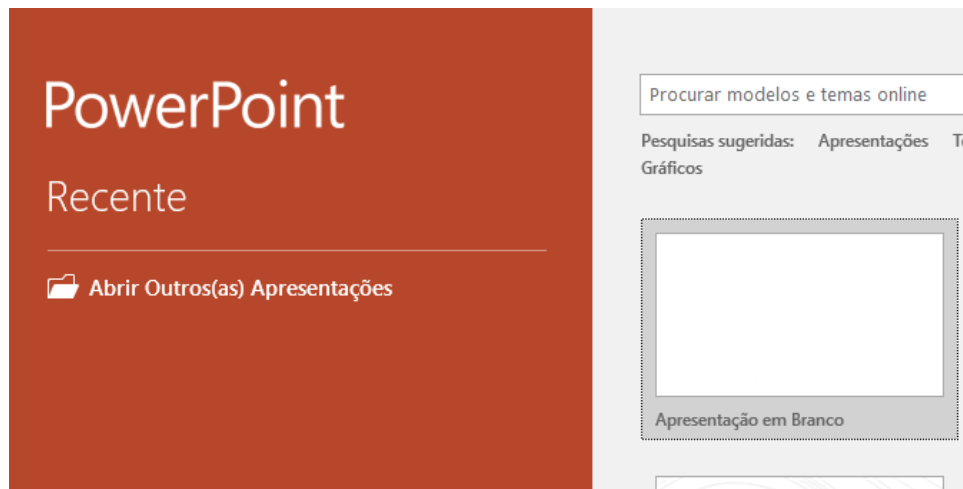 PowerPoint
Recente
Abrir Outros(as) Apresentações
Procurar modelos e temas online
Pesquisas sugeridas: Apresentações
Gráficos
Apresentação em Branco